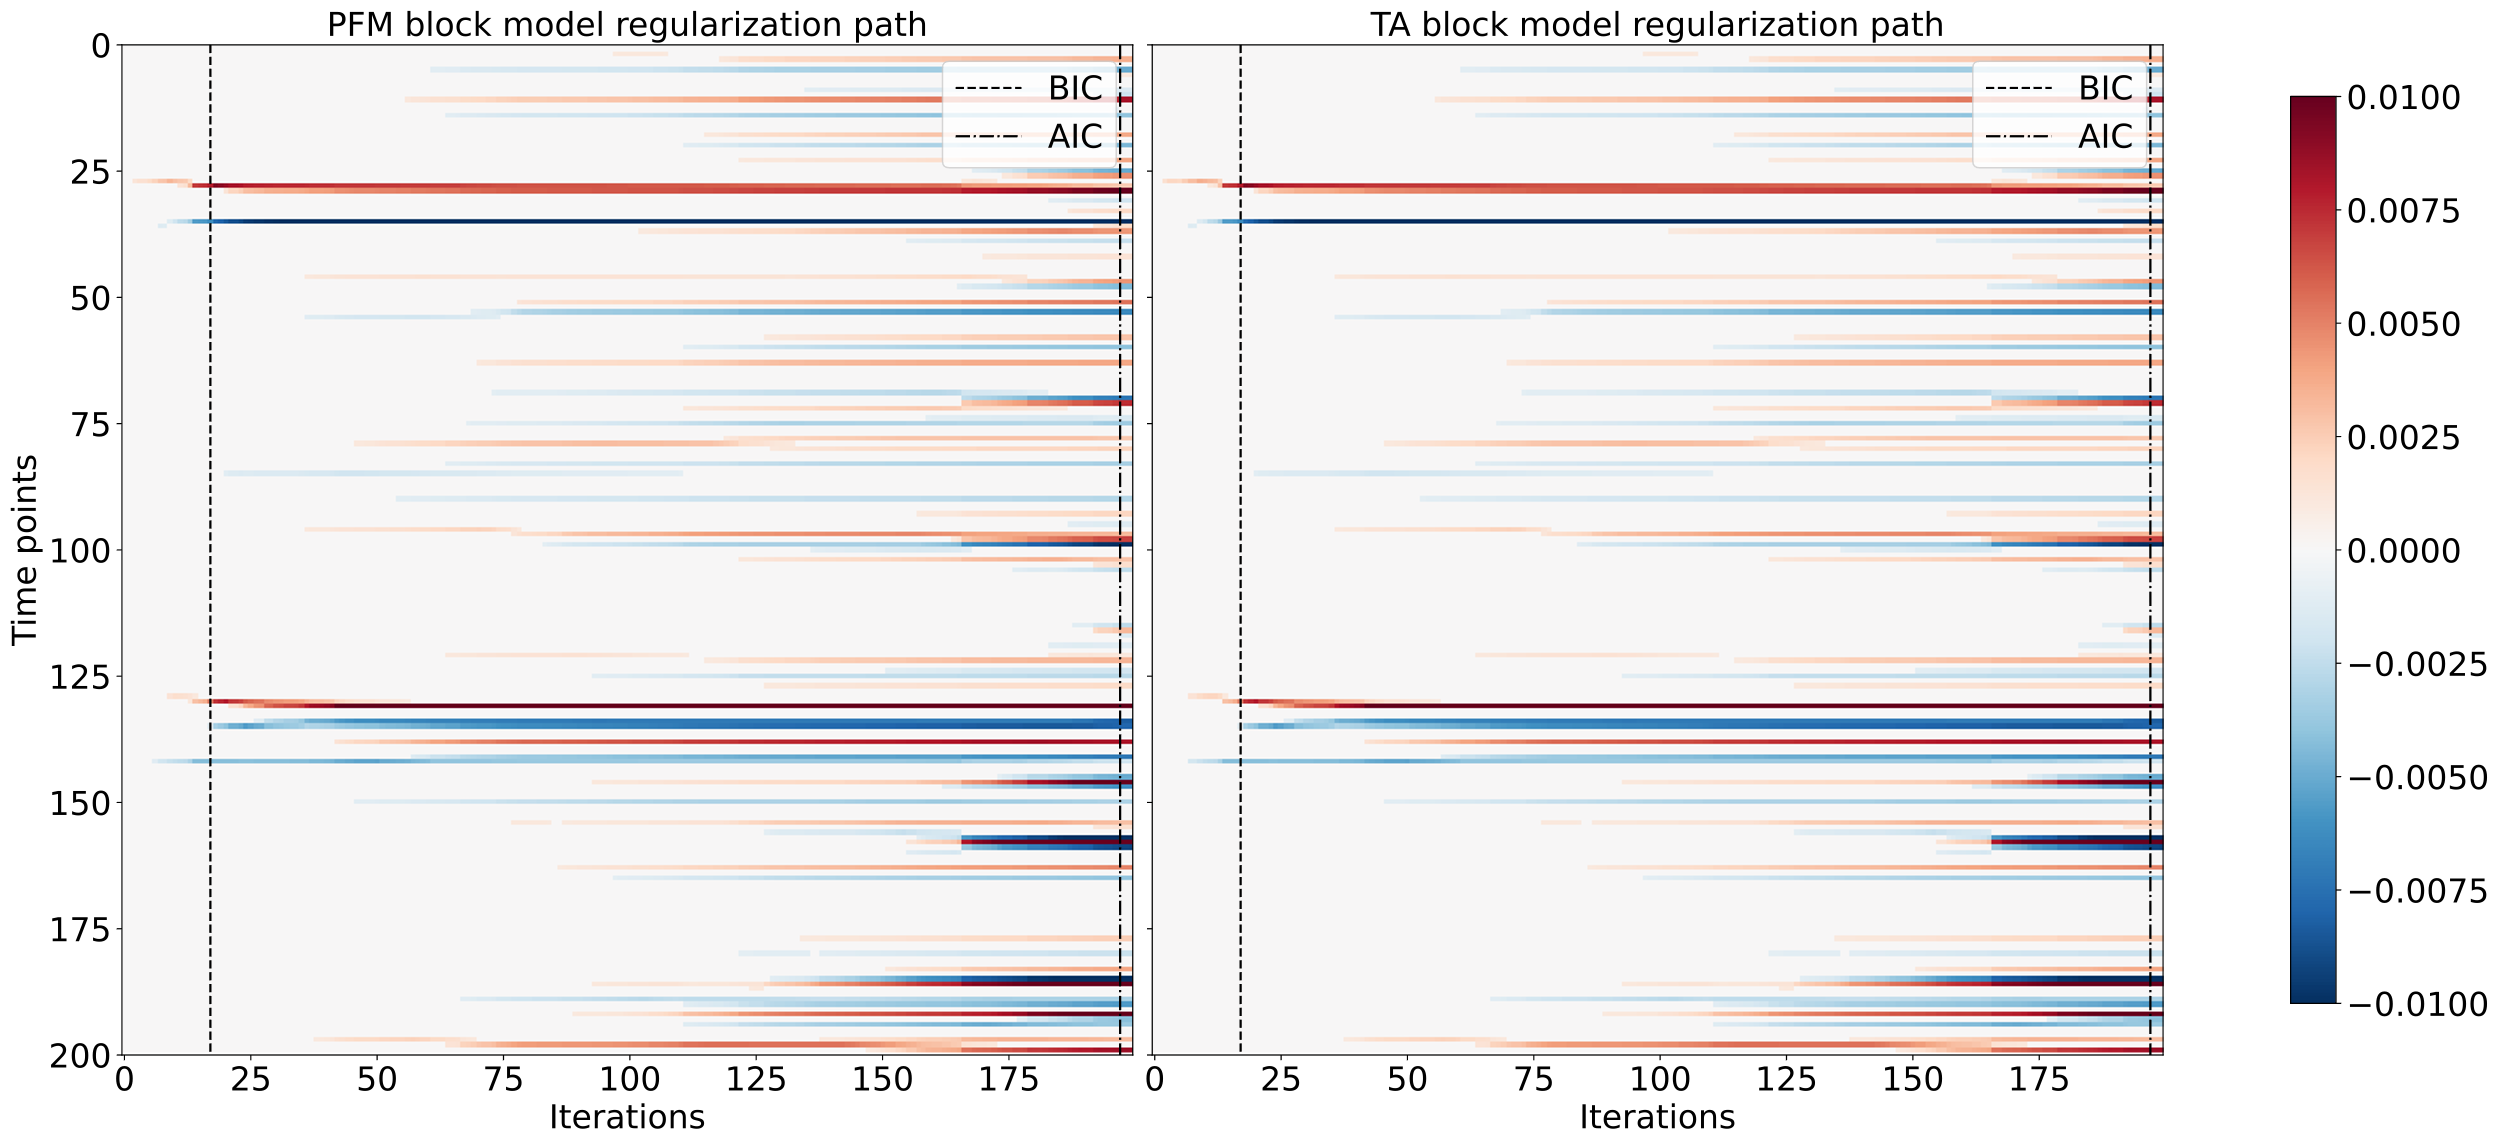 PFM block model regularization path
TA block model regularization path
Time points
0
25
50
75
100
125
150
175
200
BIC
AIC
BIC
AIC
0.0100
0.0075
0.0050
0.0025
0.0000
−0.0025
−0.0050
−0.0075
−0.0100
0 25 50 75 100 125 150 175
0 25 50 75 100 125 150 175
Iterations
Iterations